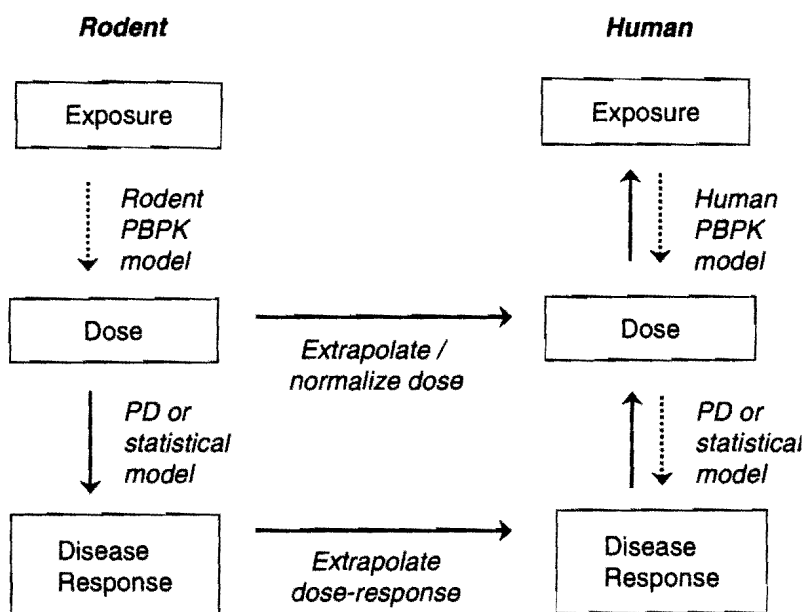 Rodent
Human
Exposure
Exposure
Rodent
PBPK
model
Human
PBPK
model
Dose
Extrapolate /
normalize dose
Dose
PD or
statistical
model
PD or
statistical
model
Disease
Response
Extrapolate
dose-response
Disease
Response